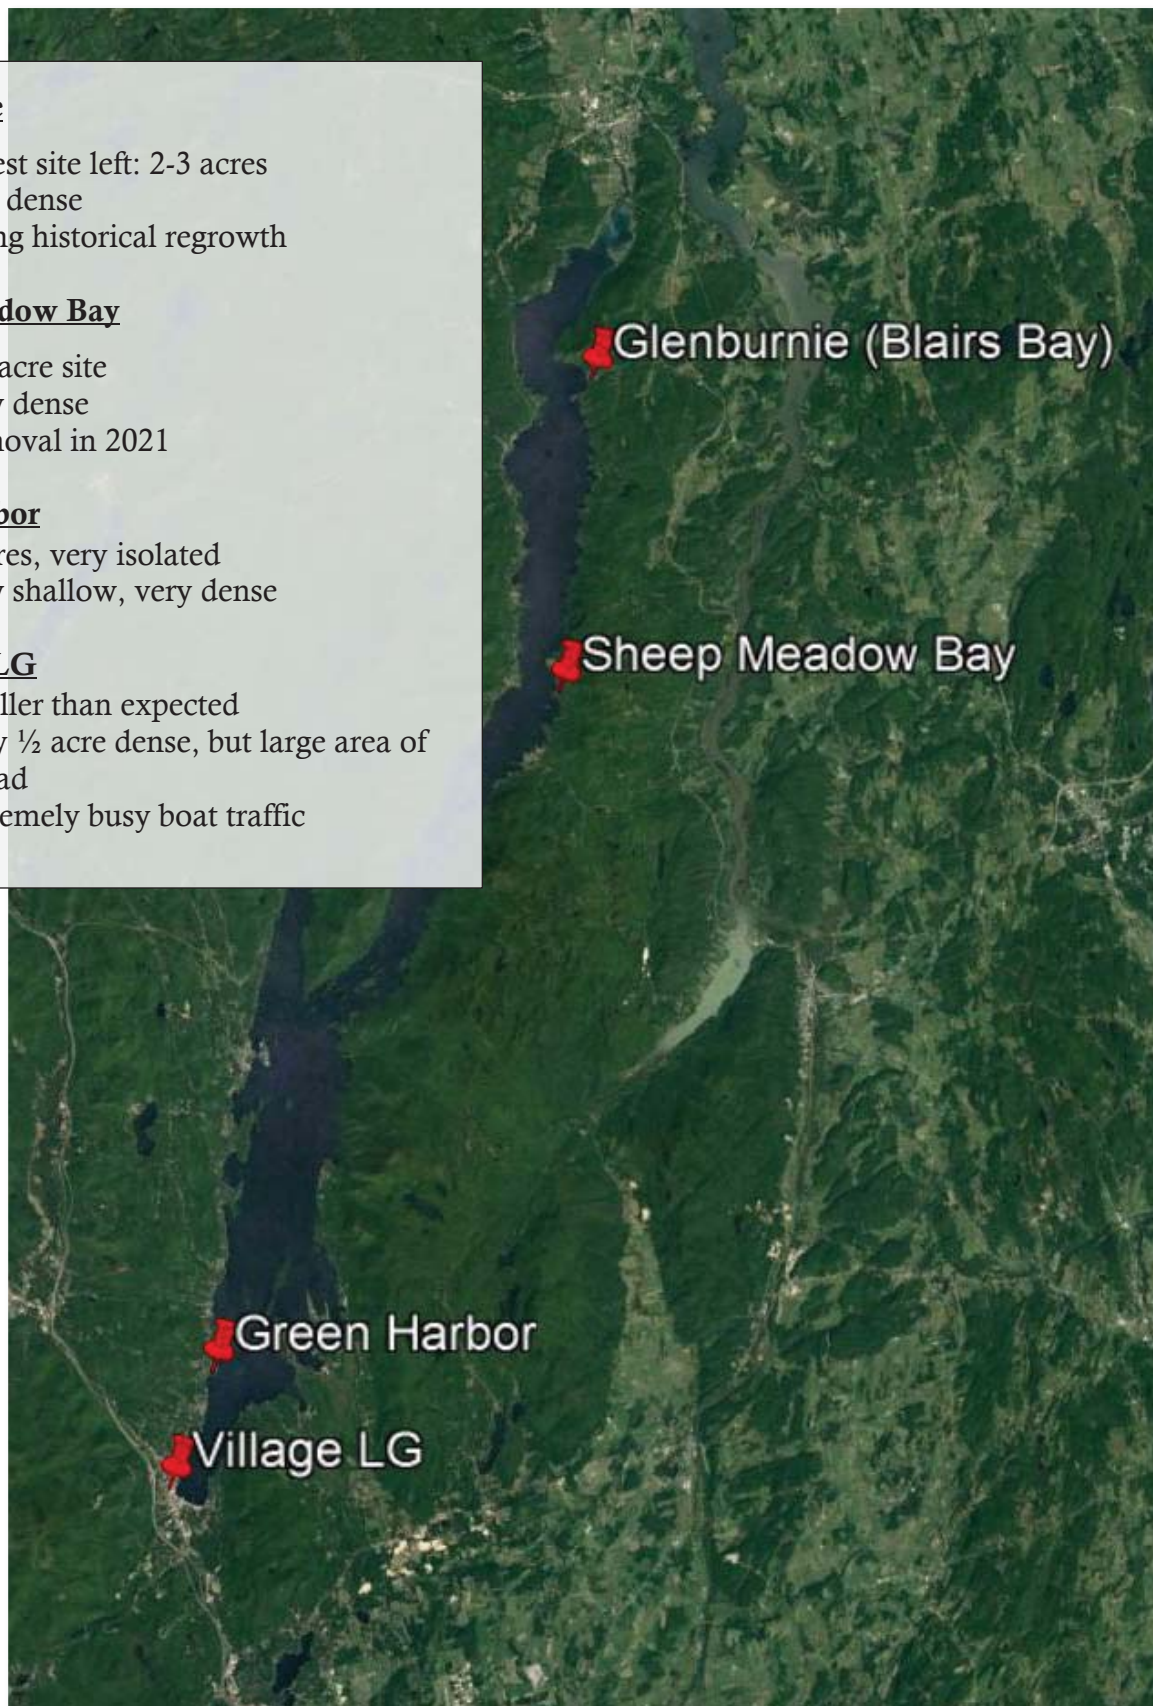 est site left: 2-3 acres
dense
ng historical regrowth
dow Bay
acre site
dense
noval in 2021
bor
res, very isolated
shallow, very dense
LG
ller than expected
½ acre dense, but large area of
ad
emely busy boat traffic
Glenburnie (Blairs Bay)
Sheep Meadow Bay
Green Harbor
Village LG